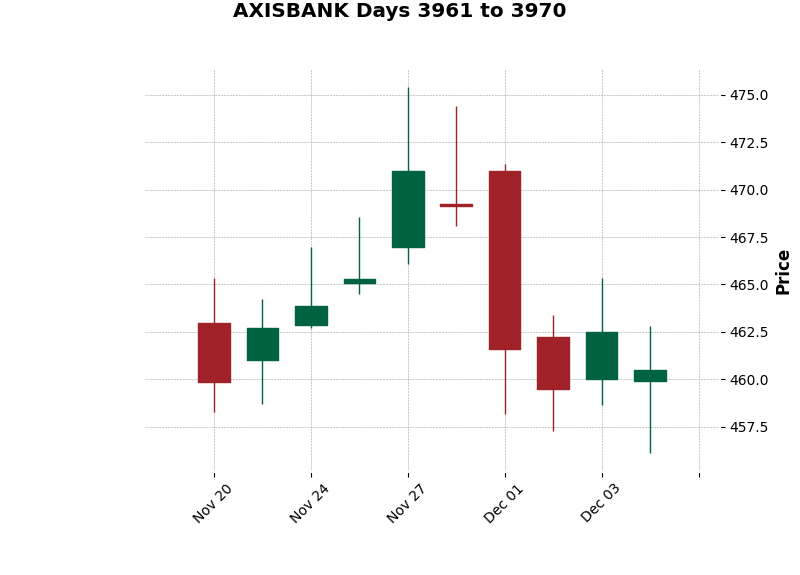 AXISBANK Days 3961 to 3970
475.0
472.5
470.0
467.5
465.0
462.5
460.0
457.5
Price
Nov 20
Nov 24
Nov 27
Dec 01
Dec 03